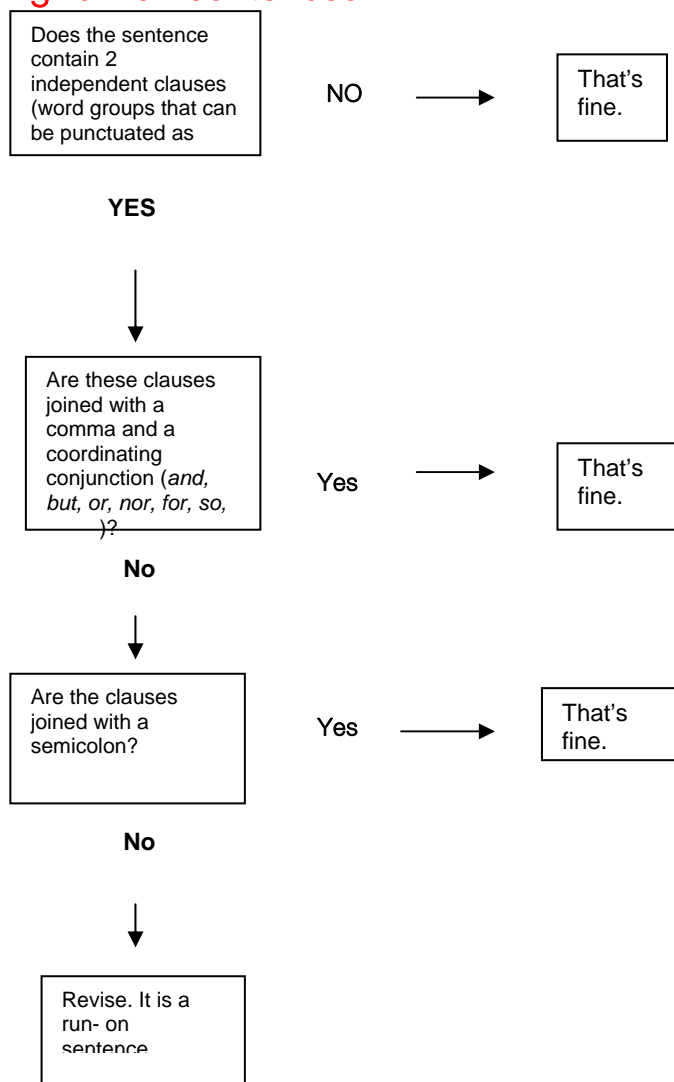 Does the sentence
contain 2
independent clauses
(word groups that can
be punctuated as
NO
That's
fine.
YES
Are these clauses
joined with a
comma and a
coordinating
conjunction (and,
but, or, nor, for, so,
)?
Yes
That's
fine.
No
Are the clauses
joined with a
semicolon?
Yes
That's
fine.
No
Revise. It is a
run- on
sentence